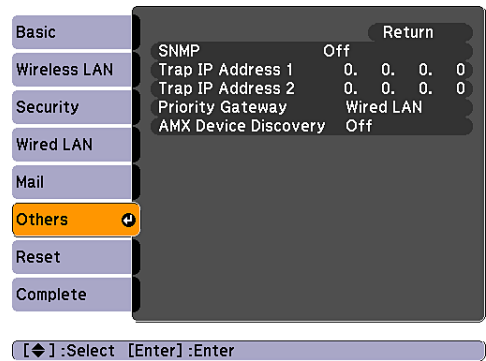 Basic
Wireless LAN
Security
Wired LAN
Mail
Others
Reset
Complete
Return
SNMP Off
Trap IP Address 1 0. 0. 0. 0
Trap IP Address 2 0. 0. 0. 0
Priority Gateway Wired LAN
AMX Device Discovery Off
[◆] :Select [Enter] :Enter